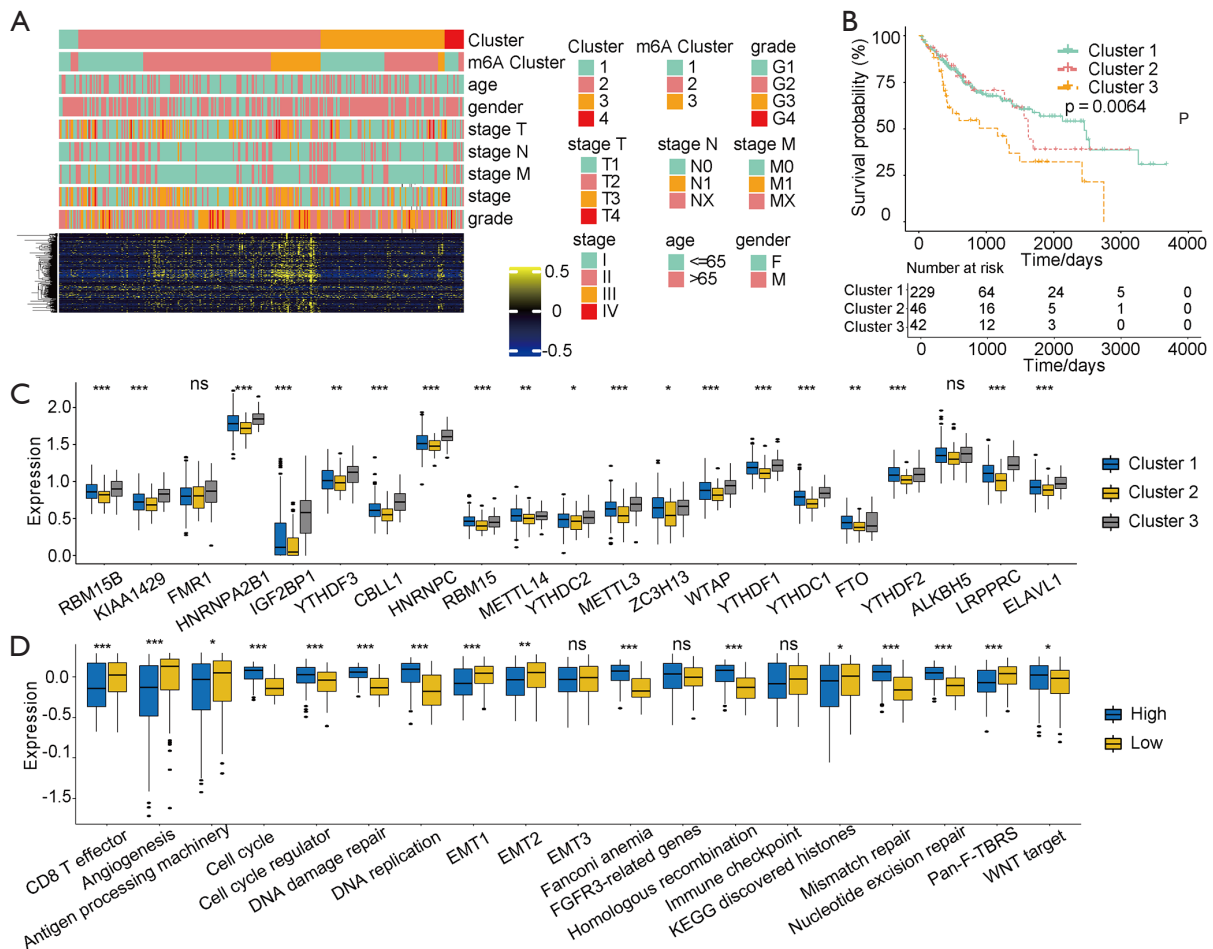 A
Cluster
m6A Cluster
age
gender
stage T
stage N
stage M
stage
grade
Cluster
1
2
3
4
m6A Cluster
1
2
3
grade
G1
G2
G3
G4
stage T
T1
T2
T3
T4
stage N
N0
N1
NX
stage M
M0
M1
MX
stage
I
II
III
IV
age
<=65
>65
gender
F
M
0.5
0
-0.5
B
Survival probability (%)
100
75
50
25
0
Cluster 1
Cluster 2
Cluster 3
p = 0.0064
P
0 1000 2000 3000 4000
Time/days
Number at risk
Cluster 1 229 64 24 5 0
Cluster 2 46 16 5 1 0
Cluster 3 42 12 3 0 0
0 1000 2000 3000 4000
Time/days
C
*** *** ns *** *** ** *** *** *** ** * *** * *** *** *** ** *** ns *** ***
Expression
2.0
1.5
1.0
0.5
0.0
Cluster 1
Cluster 2
Cluster 3
RBM15B
KIAA1429
FMR1
HNRNPA2B1
IGF2BP1
YTHDF3
CBLL1
HNRNPC
RBM15
METTL14
YTHDC2
METTL3
ZC3H13
WTAP
YTHDF1
YTHDC1
FTO
YTHDF2
ALKBH5
LRPPRC
ELAVL1
D
*** *** * *** *** *** *** *** ** ns *** ns *** ns * *** *** *** *
Expression
0.0
-0.5
-0.1
-1.5
High
Low
CD8 T effector
Angiogenesis
Antigen processing machinery
Cell cycle
Cell cycle regulator
DNA damage repair
DNA replication
EMT1
EMT2
EMT3
Fanconi anemia
FGFR3-related genes
Homologous recombination
Immune checkpoint
KEGG discovered histones
Mismatch repair
Nucleotide excision repair
Pan-F-TBRS
WNT target